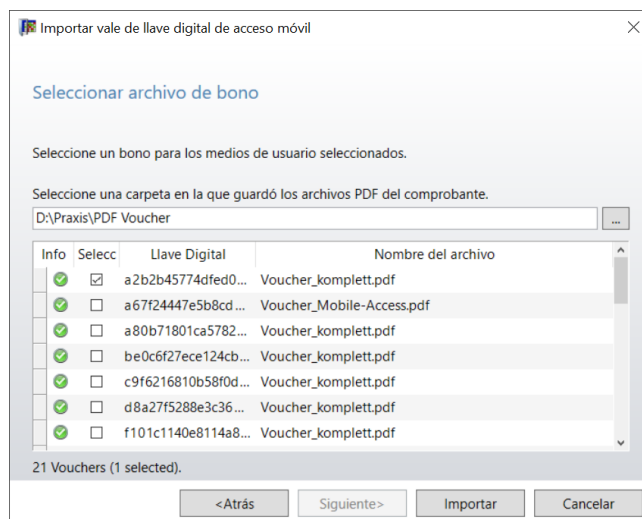 Importar vale de llave digital de acceso móvil
Seleccionar archivo de bono
Seleccione un bono para los medios de usuario seleccionados.
Seleccione una carpeta en la que guardó los archivos PDF del comprobante.
D:\Praxis\PDF Voucher ...
Info Selecc Llave Digital Nombre del archivo
a2b2b45774dfed0... Voucher_komplett.pdf
a67f24447e5b8cd... Voucher_Mobile-Access.pdf
a80b71801ca5782... Voucher_komplett.pdf
be0c6f27ece124cb... Voucher_komplett.pdf
c9f6216810b58f0d... Voucher_komplett.pdf
d8a27f5288e3c36... Voucher_komplett.pdf
f101c1140e8114a8... Voucher_komplett.pdf
21 Vouchers (1 selected).
<Atrás Siguiente> Importar Cancelar